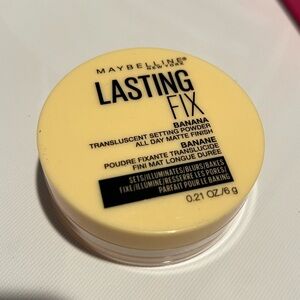 MAYBELLINE®
NEW YORK
LASTING
FIX
BANANA
TRANSLUSCENT SETTING POWDER
ALL DAY MATTE FINISH
BANANE
POUDRE FIXANTE TRANSLUCIDE
FINI MAT LONGUE DURÉE
SETS/ILLUMINATES/BLURS/BAKES
FIXE/ILLUMINE/RESSERRE LES PORES
PARFAIT POUR LE BAKING
0.21 OZ/6 g